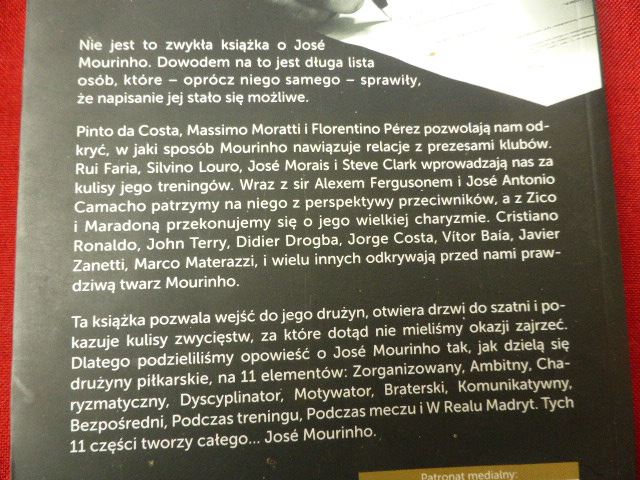 Nie jest to zwykła książka o José
Mourinho. Dowodem na to jest długa lista
osób, które – oprócz niego samego – sprawiły,
że napisanie jej stało się możliwe.
Pinto da Costa, Massimo Moratti i Florentino Pérez pozwalają nam od-
kryć, w jaki sposób Mourinho nawiązuje relacje z prezesami klubów.
Rui Faria, Silvino Louro, José Morais i Steve Clark wprowadzają nas za
kulisy jego treningów. Wraz z sir Alexem Fergusonem i José Antonio
Camacho patrzymy na niego z perspektywy przeciwników, a z Zico
i Maradoną przekonujemy się o jego wielkiej charyzmie. Cristiano
Ronaldo, John Terry, Didier Drogba, Jorge Costa, Vítor Baía, Javier
Zanetti, Marco Materazzi, i wielu innych odkrywają przed nami praw-
dziwą twarz Mourinho.
Ta książka pozwala wejść do jego drużyn, otwiera drzwi do szatni i po-
kazuje kulisy zwycięstw, za które dotąd nie mieliśmy okazji zajrzeć.
Dlatego podzieliliśmy opowieść o José Mourinho tak, jak dzielą się
drużyny piłkarskie, na 11 elementów: Zorganizowany, Ambitny, Cha-
ryzmatyczny, Dyscyplinator, Motywator, Braterski, Komunikatywny,
Bezpośredni, Podczas treningu, Podczas meczu i W Realu Madryt. Tych
11 części tworzy całego... José Mourinho.
Patronat medialny: